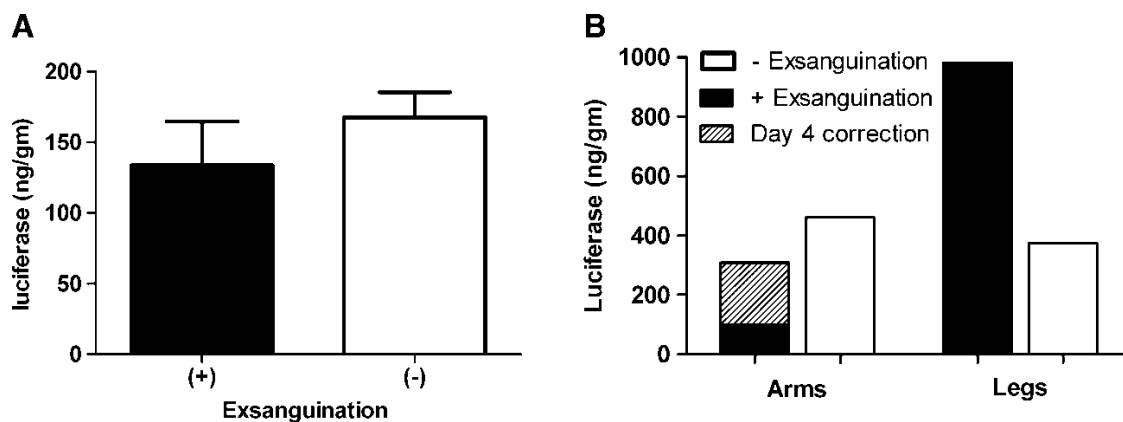 A
luciferase (ng/gm)
200
150
100
50
0
(+)
(-)
Exsanguination
B
Luciferase (ng/gm)
1000
800
600
400
200
0
- Exsanguination
+ Exsanguination
Day 4 correction
Arms
Legs